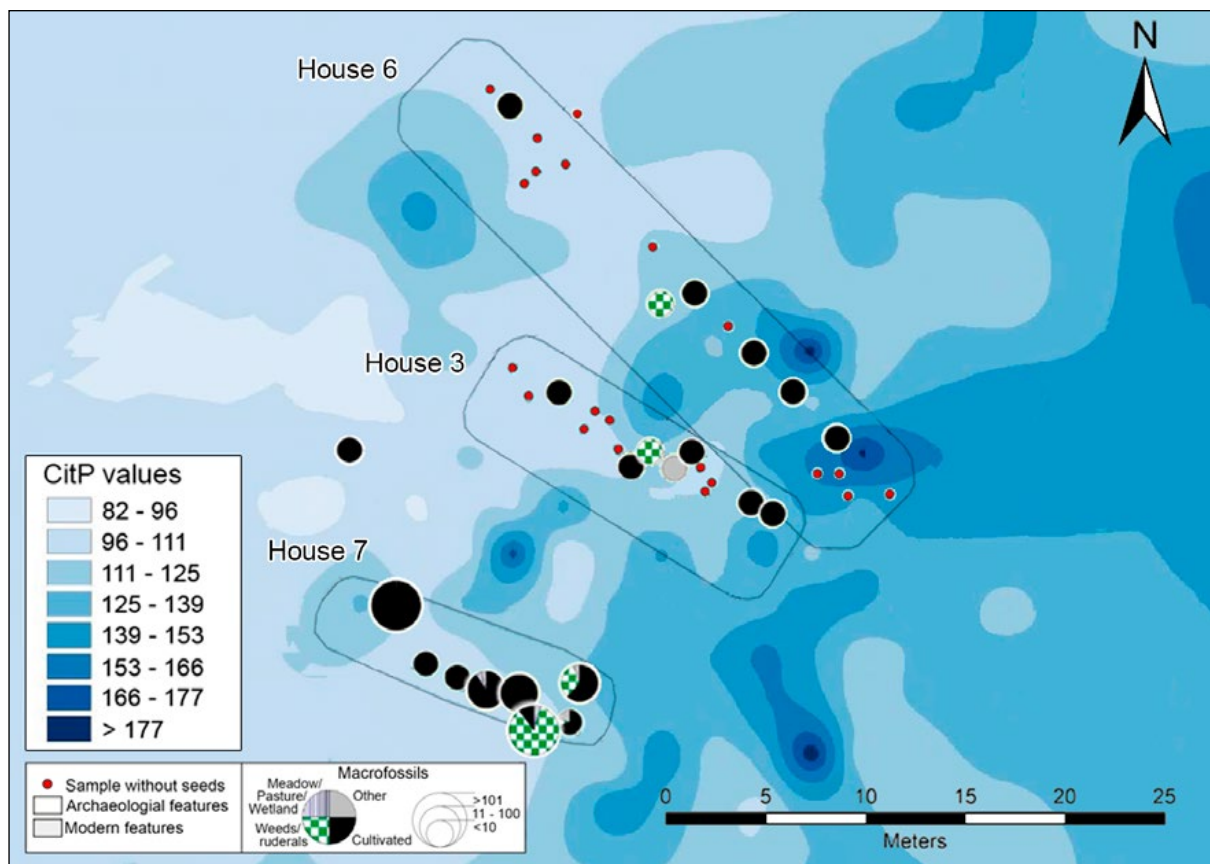 N
House 6
House 3
House 7
CitP values
82 - 96
96 - 111
111 - 125
125 - 139
139 - 153
153 - 166
166 - 177
> 177
Sample without seeds
Archaeologial features
Modern features
Macrofossils
Meadow/
Pasture/
Wetland
Other
Weeds/
ruderals
Cultivated
>101
11 - 100
<10
0 5 10 15 20 25
Meters